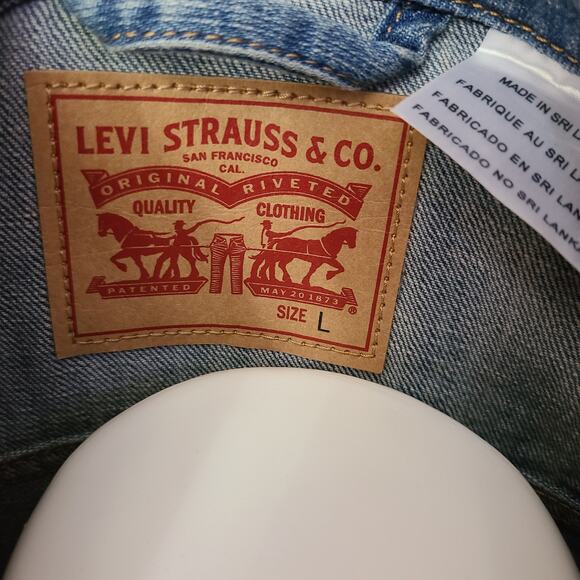 LEVI STRAUSS & CO.
SAN FRANCISCO
CAL.
ORIGINAL RIVETED
QUALITY CLOTHING
PATENTED MAY 20 1873
®
SIZE L
MADE IN SRI
FABRIQUE AU SRI
FABRICADO EN SRI
FABRICADO NO SRI